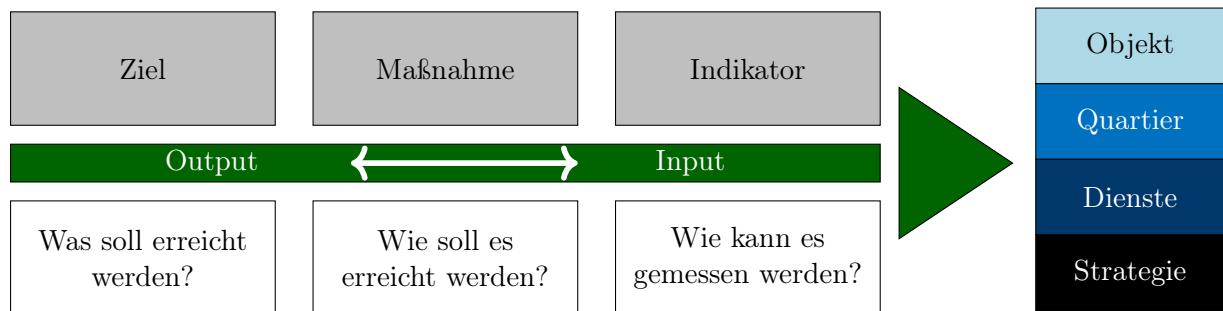 Ziel
Maßnahme
Indikator
Output
Input
Was soll erreicht
werden?
Wie soll es
erreicht werden?
Wie kann es
gemessen werden?
Objekt
Quartier
Dienste
Strategie